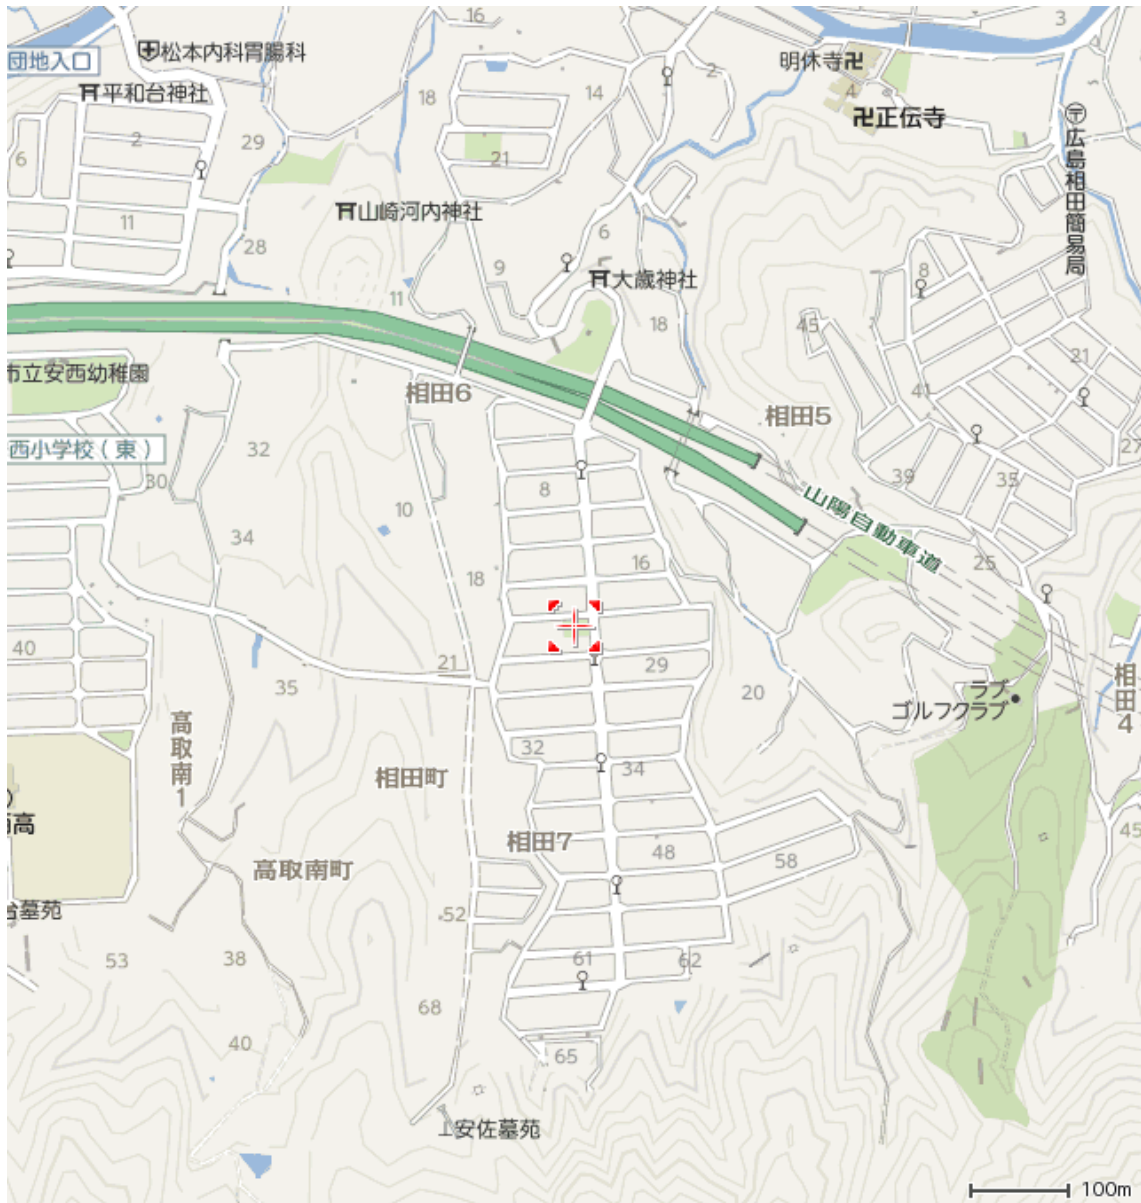 16
3
団地入口
松本内科胃腸科
明休寺卍
2
18
14
平和台神社
4
卍正伝寺
〒広島相田簡易局
2
29
6
21
11
山崎河内神社
28
6
9
8
大歳神社
11
18
45
21
市立安西幼稚園
相田6
41
相田5
西小学校(東)
32
27
30
8
39
35
10
山陽自動車道
34
16
25
18
40
21
29
35
20
ラブ
ゴルフクラブ
相田4
高取南1
32
34
相田町
高
45
相田7
48
58
高取南町
台墓苑
52
53
38
61
62
68
40
65
安佐墓苑
100m